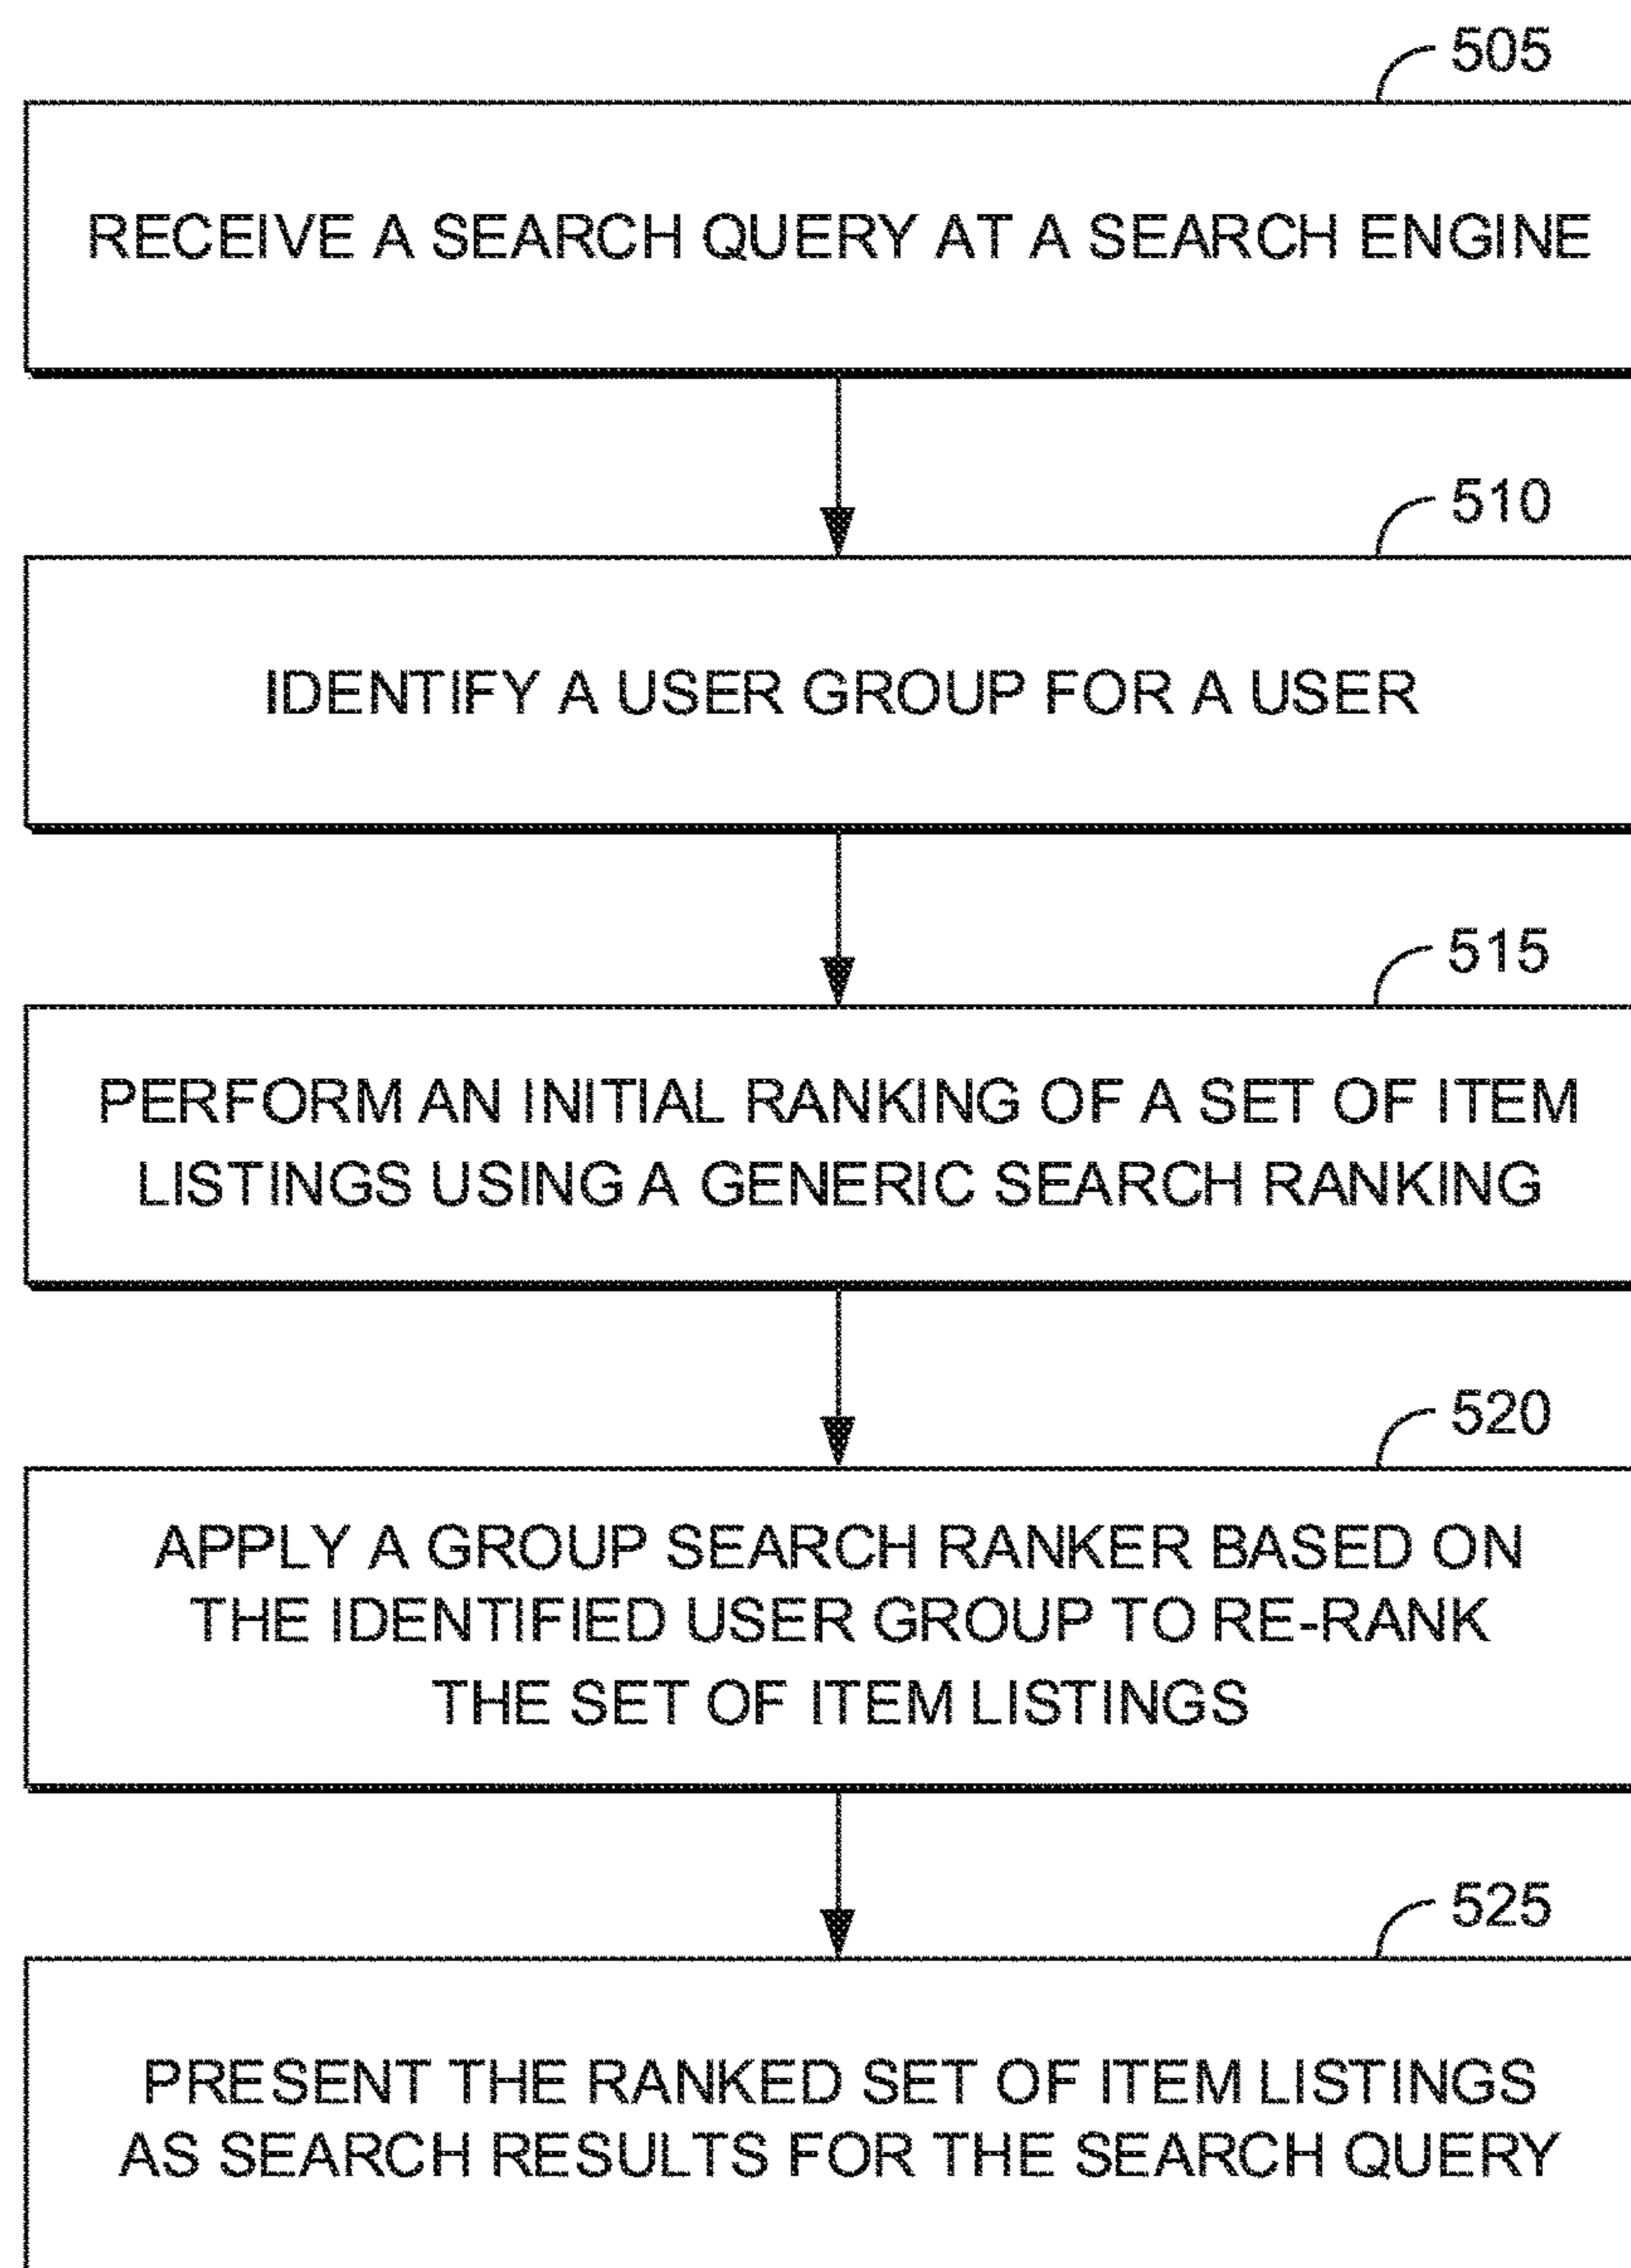 505
RECEIVE A SEARCH QUERY AT A SEARCH ENGINE
510
IDENTIFY A USER GROUP FOR A USER
515
PERFORM AN INITIAL RANKING OF A SET OF ITEM
LISTINGS USING A GENERIC SEARCH RANKING
520
APPLY A GROUP SEARCH RANKER BASED ON
THE IDENTIFIED USER GROUP TO RE-RANK
THE SET OF ITEM LISTINGS
525
PRESENT THE RANKED SET OF ITEM LISTINGS
AS SEARCH RESULTS FOR THE SEARCH QUERY